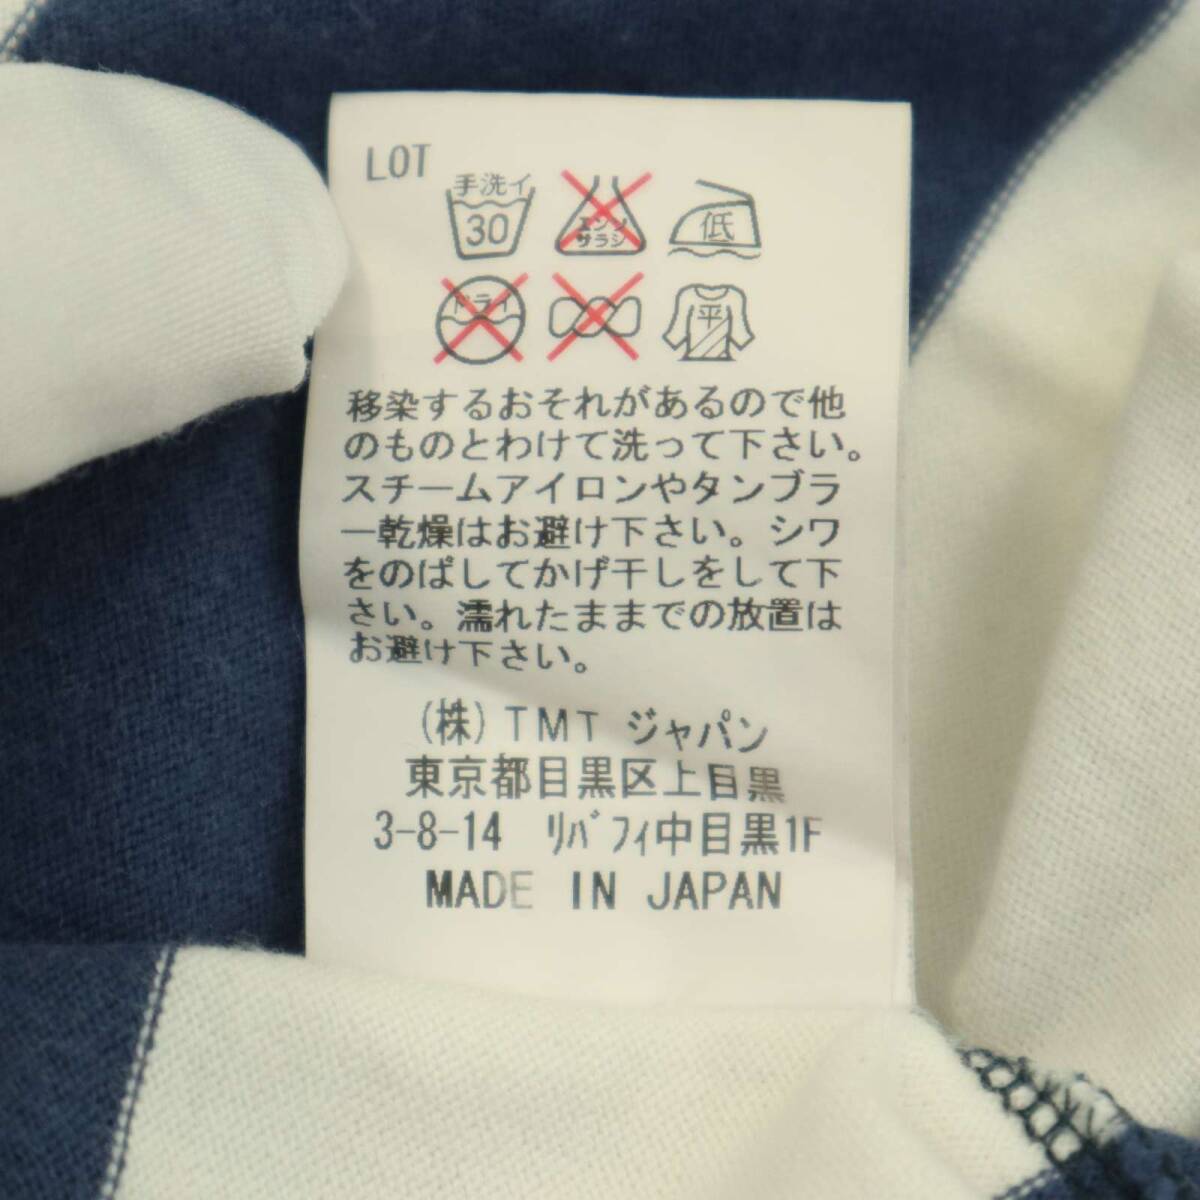 LOT
手洗イ
30
エンソ
サラシ
低
ドライ
平
移染するおそれがあるので他
のものとわけて洗って下さい。
スチームアイロンやタンブラ
ー乾燥はお避け下さい。シワ
をのばしてかげ干しをして下
さい。濡れたままでの放置は
お避け下さい。
(株)TMT ジャパン
東京都目黒区上目黒
3-8-14 ﾘﾊﾞﾌｨ中目黒1F
MADE IN JAPAN